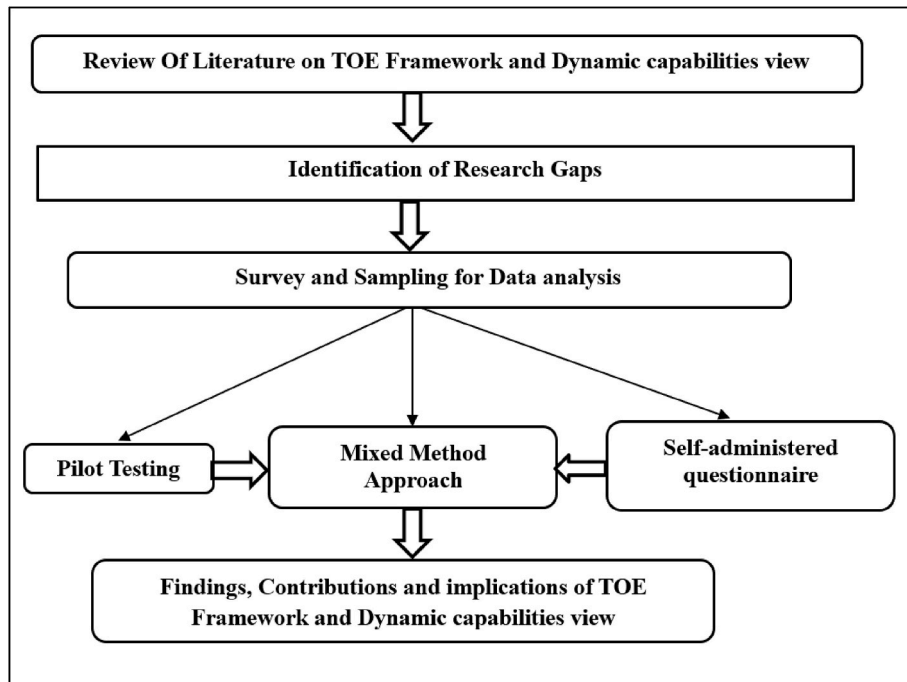 Review Of Literature on TOE Framework and Dynamic capabilities view
Identification of Research Gaps
Survey and Sampling for Data analysis
Pilot Testing
Mixed Method
Approach
Self-administered
questionnaire
Findings, Contributions and implications of TOE
Framework and Dynamic capabilities view